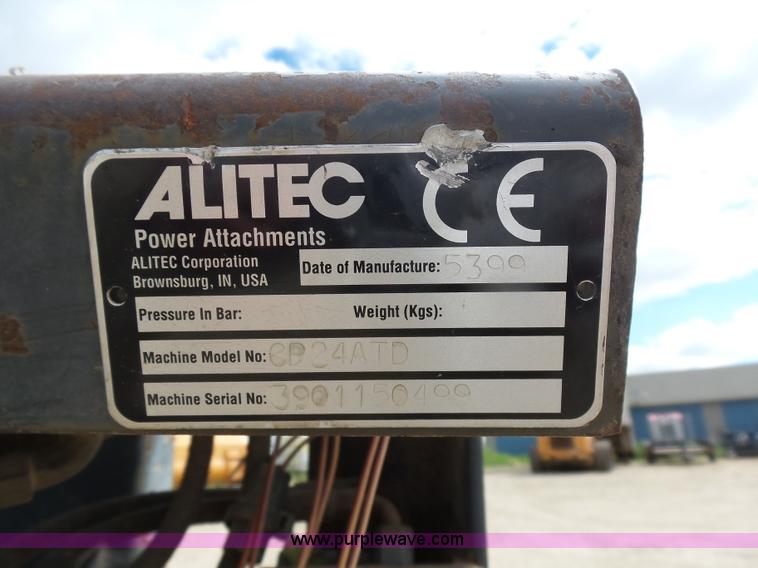 ALITEC CE
Power Attachments
ALITEC Corporation
Brownsburg, IN, USA
Date of Manufacture: 5399
Pressure In Bar: Weight (Kgs):
Machine Model No: CP24ATD
Machine Serial No: 3901150499
www.purplewave.com